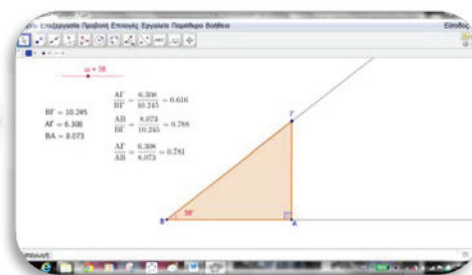 Επεξεργασία Προβολή Επιλογές Εργαλεία Παράθυρο Βοήθεια
Είσοδος
ABC
ω = 38
ΒΓ = 10.245
ΑΓ = 6.308
ΒΑ = 8.073
ΑΓ/ΒΓ = 6.308/10.245 = 0.616
ΑΒ/ΒΓ = 8.073/10.245 = 0.788
ΑΓ/ΑΒ = 6.308/8.073 = 0.781
Γ
38°
Β
Α